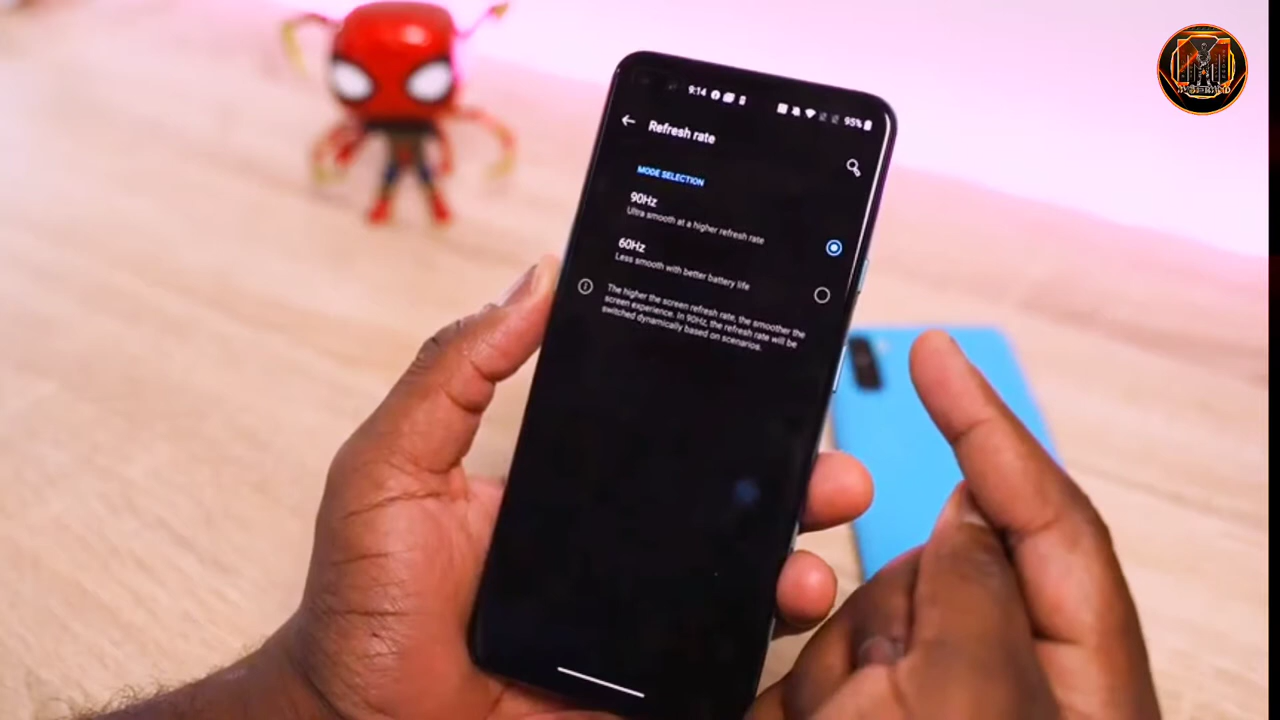 9:14
95%
Refresh rate
MODE SELECTION
90Hz
Ultra smooth at a higher refresh rate
60Hz
Less smooth with better battery life
The higher the screen refresh rate, the smoother the
screen experience. In 90Hz, the refresh rate will be
switched dynamically based on scenarios.